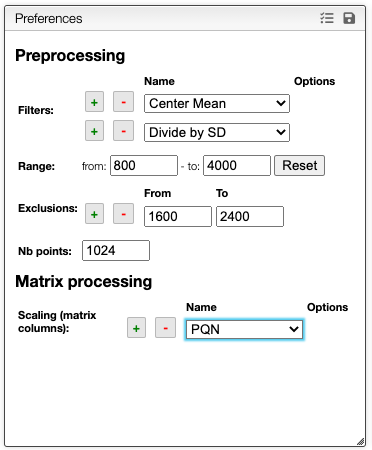 Preferences
Preprocessing
Name Options
Filters: + - Center Mean
+ - Divide by SD
Range: from: 800 - to: 4000 Reset
From To
Exclusions: + - 1600 2400
Nb points: 1024
Matrix processing
Name Options
Scaling (matrix
columns): + - PQN